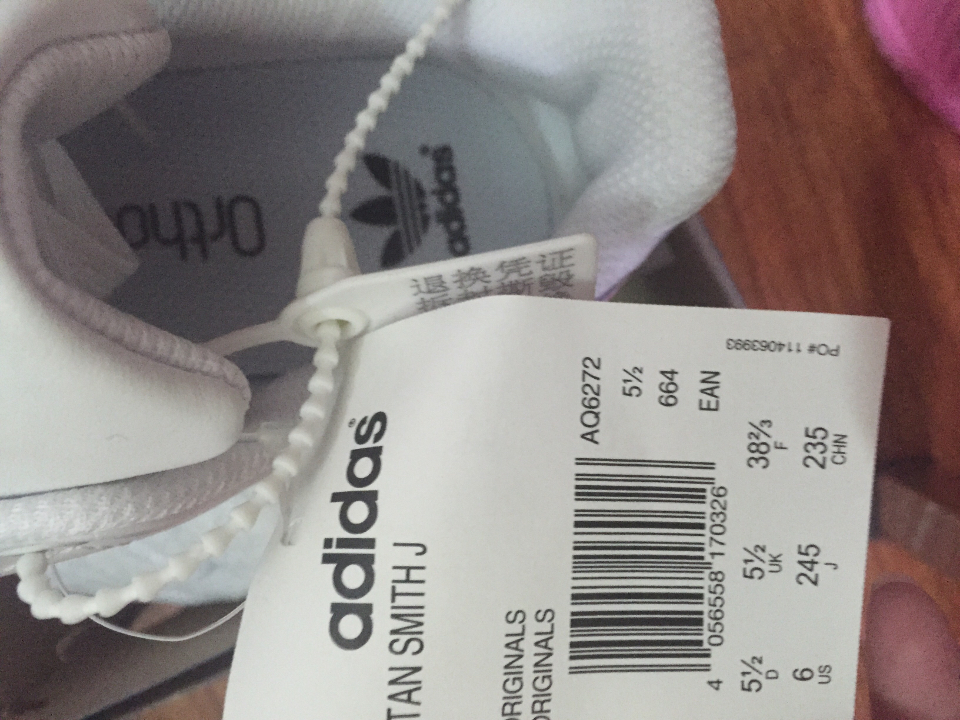 Ortho
adidas
退换凭证
adidas
TAN SMITH J
ORIGINALS
ORIGINALS
AQ6272
5½
664
EAN
4 056558 170326
PO# 114063993
5½ D
5½ UK
38⅔ F
6 US
245 J
235 CHN